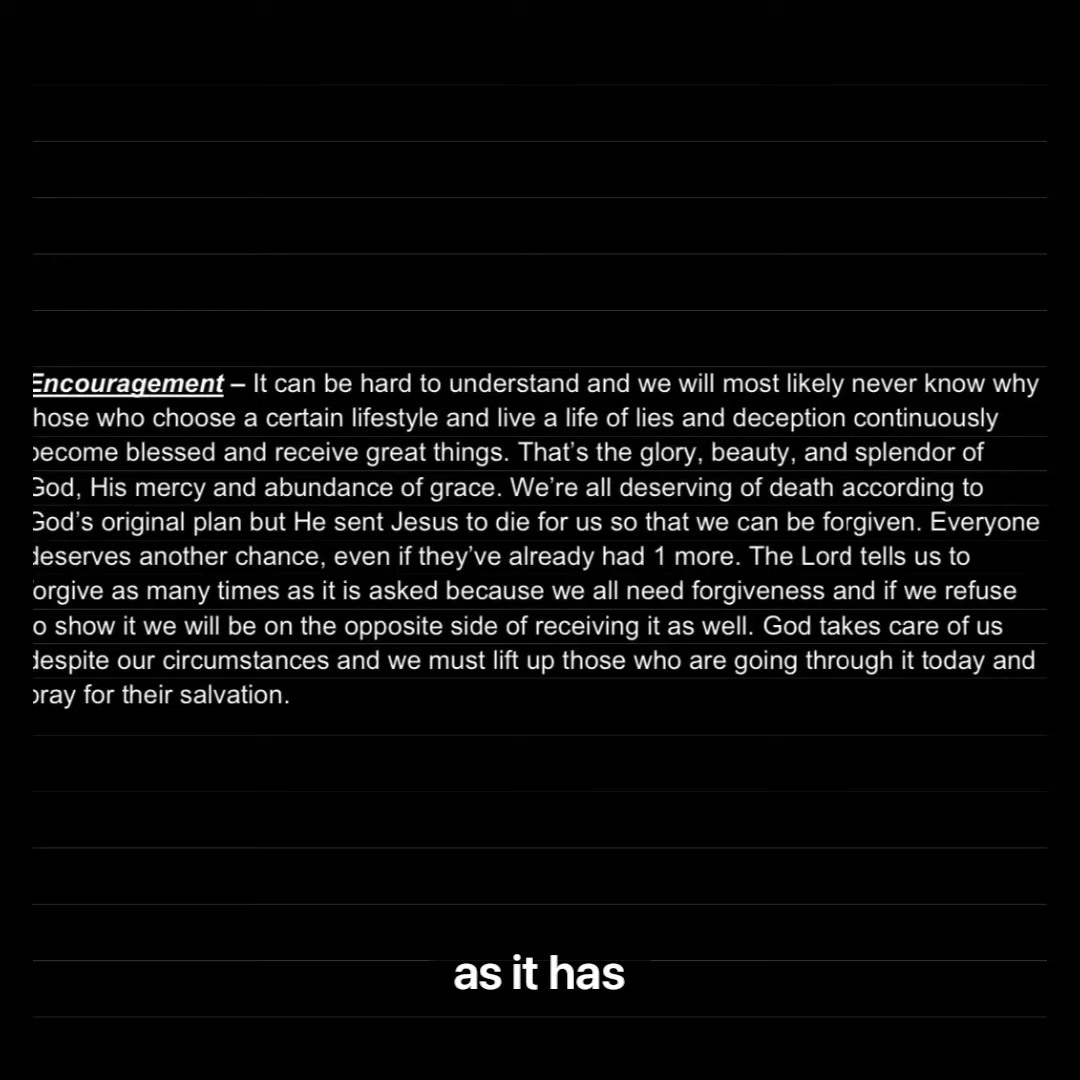 Encouragement – It can be hard to understand and we will most likely never know why
hose who choose a certain lifestyle and live a life of lies and deception continuously
become blessed and receive great things. That’s the glory, beauty, and splendor of
God, His mercy and abundance of grace. We’re all deserving of death according to
God’s original plan but He sent Jesus to die for us so that we can be forgiven. Everyone
deserves another chance, even if they’ve already had 1 more. The Lord tells us to
forgive as many times as it is asked because we all need forgiveness and if we refuse
o show it we will be on the opposite side of receiving it as well. God takes care of us
despite our circumstances and we must lift up those who are going through it today and
pray for their salvation.
as it has